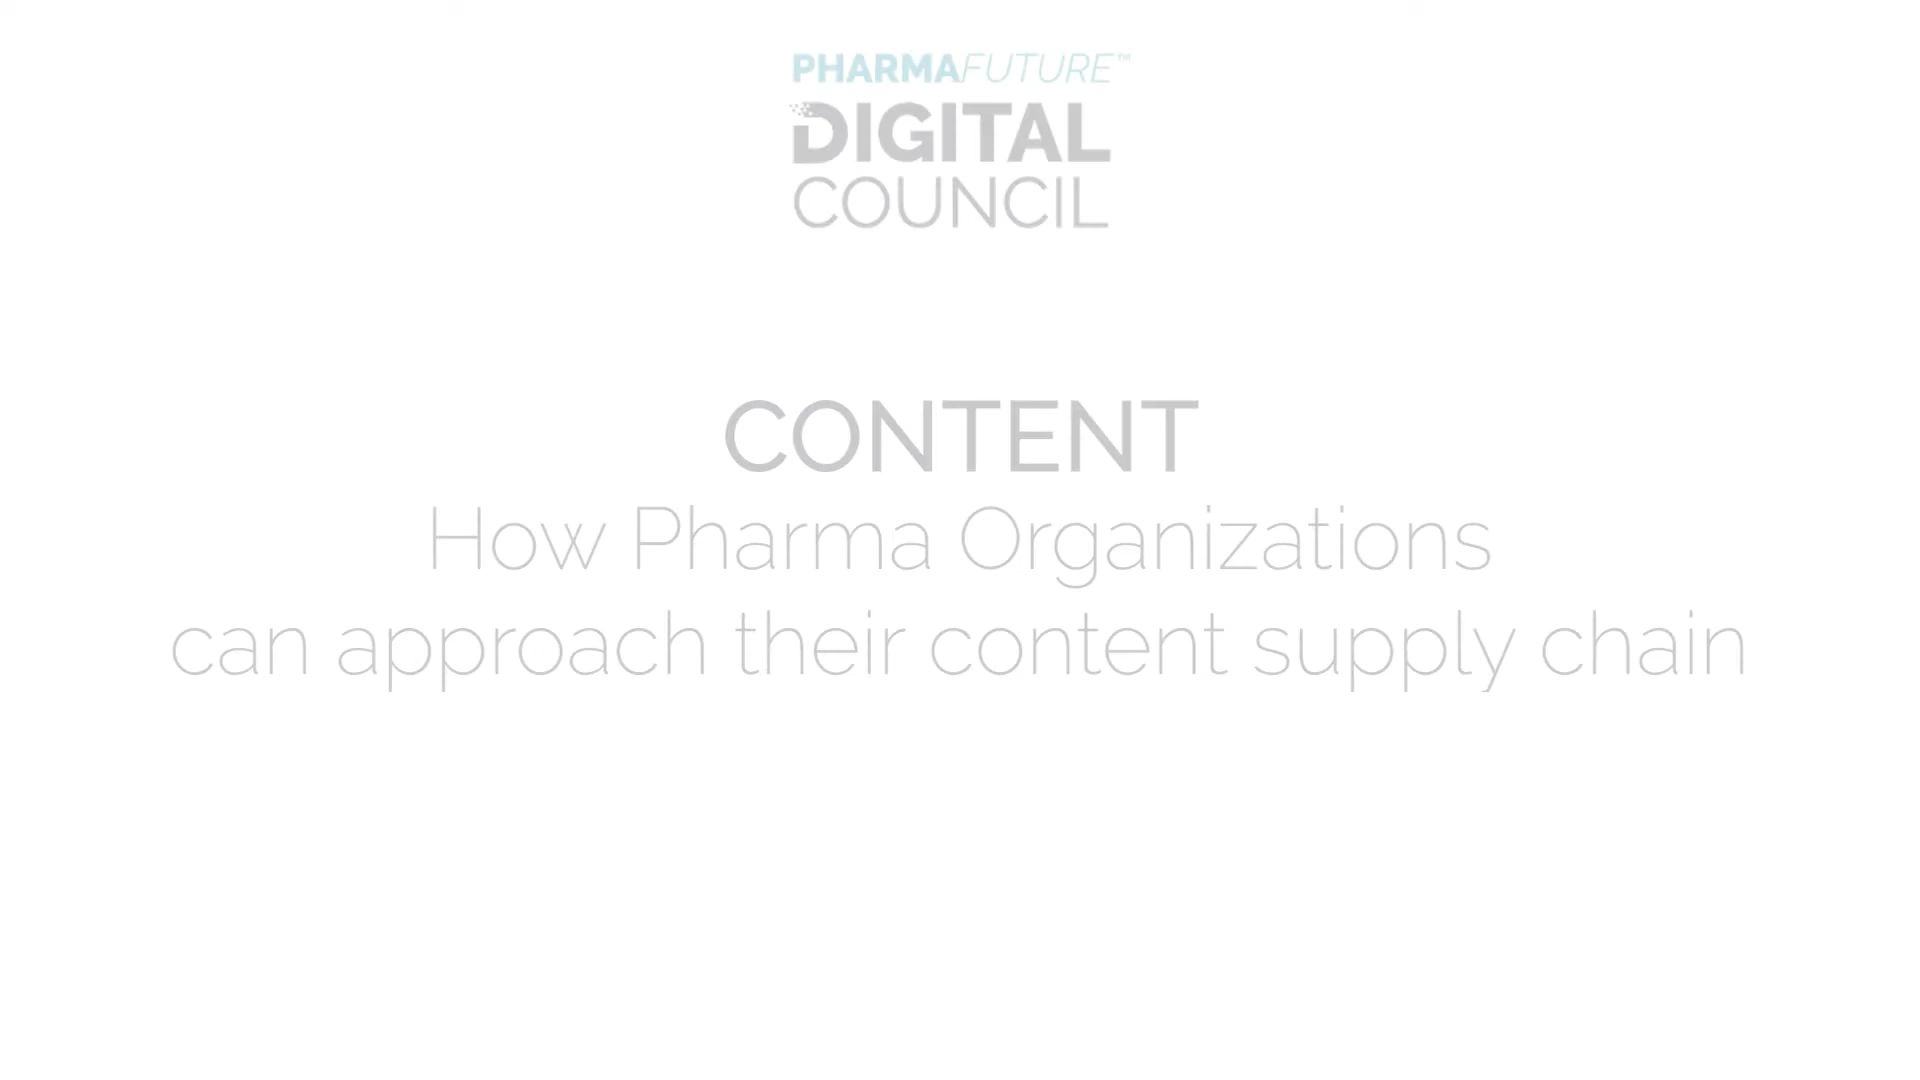 PHARMAFUTURE™
DIGITAL
COUNCIL
CONTENT
How Pharma Organizations
can approach their content supply chain